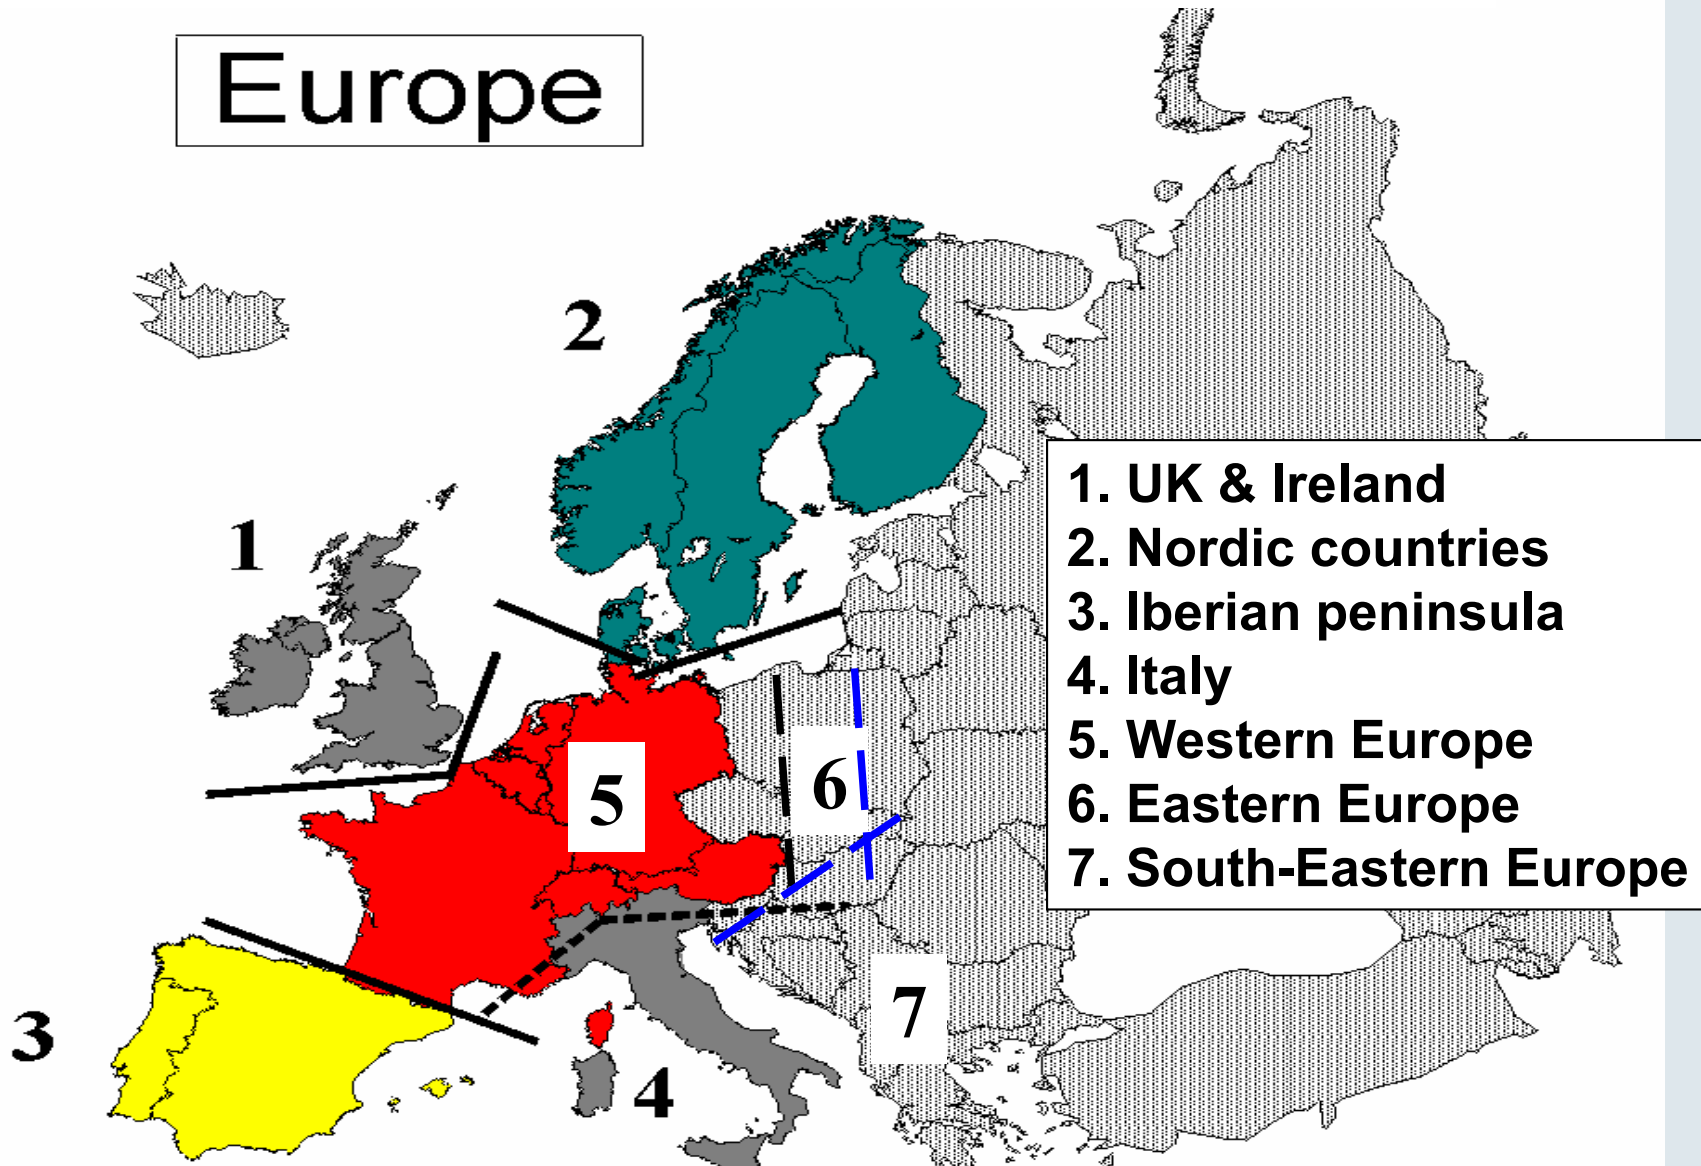 Europe
2
1
1. UK & Ireland
2. Nordic countries
3. Iberian peninsula
4. Italy
5. Western Europe
6. Eastern Europe
7. South-Eastern Europe
5
6
7
3
4